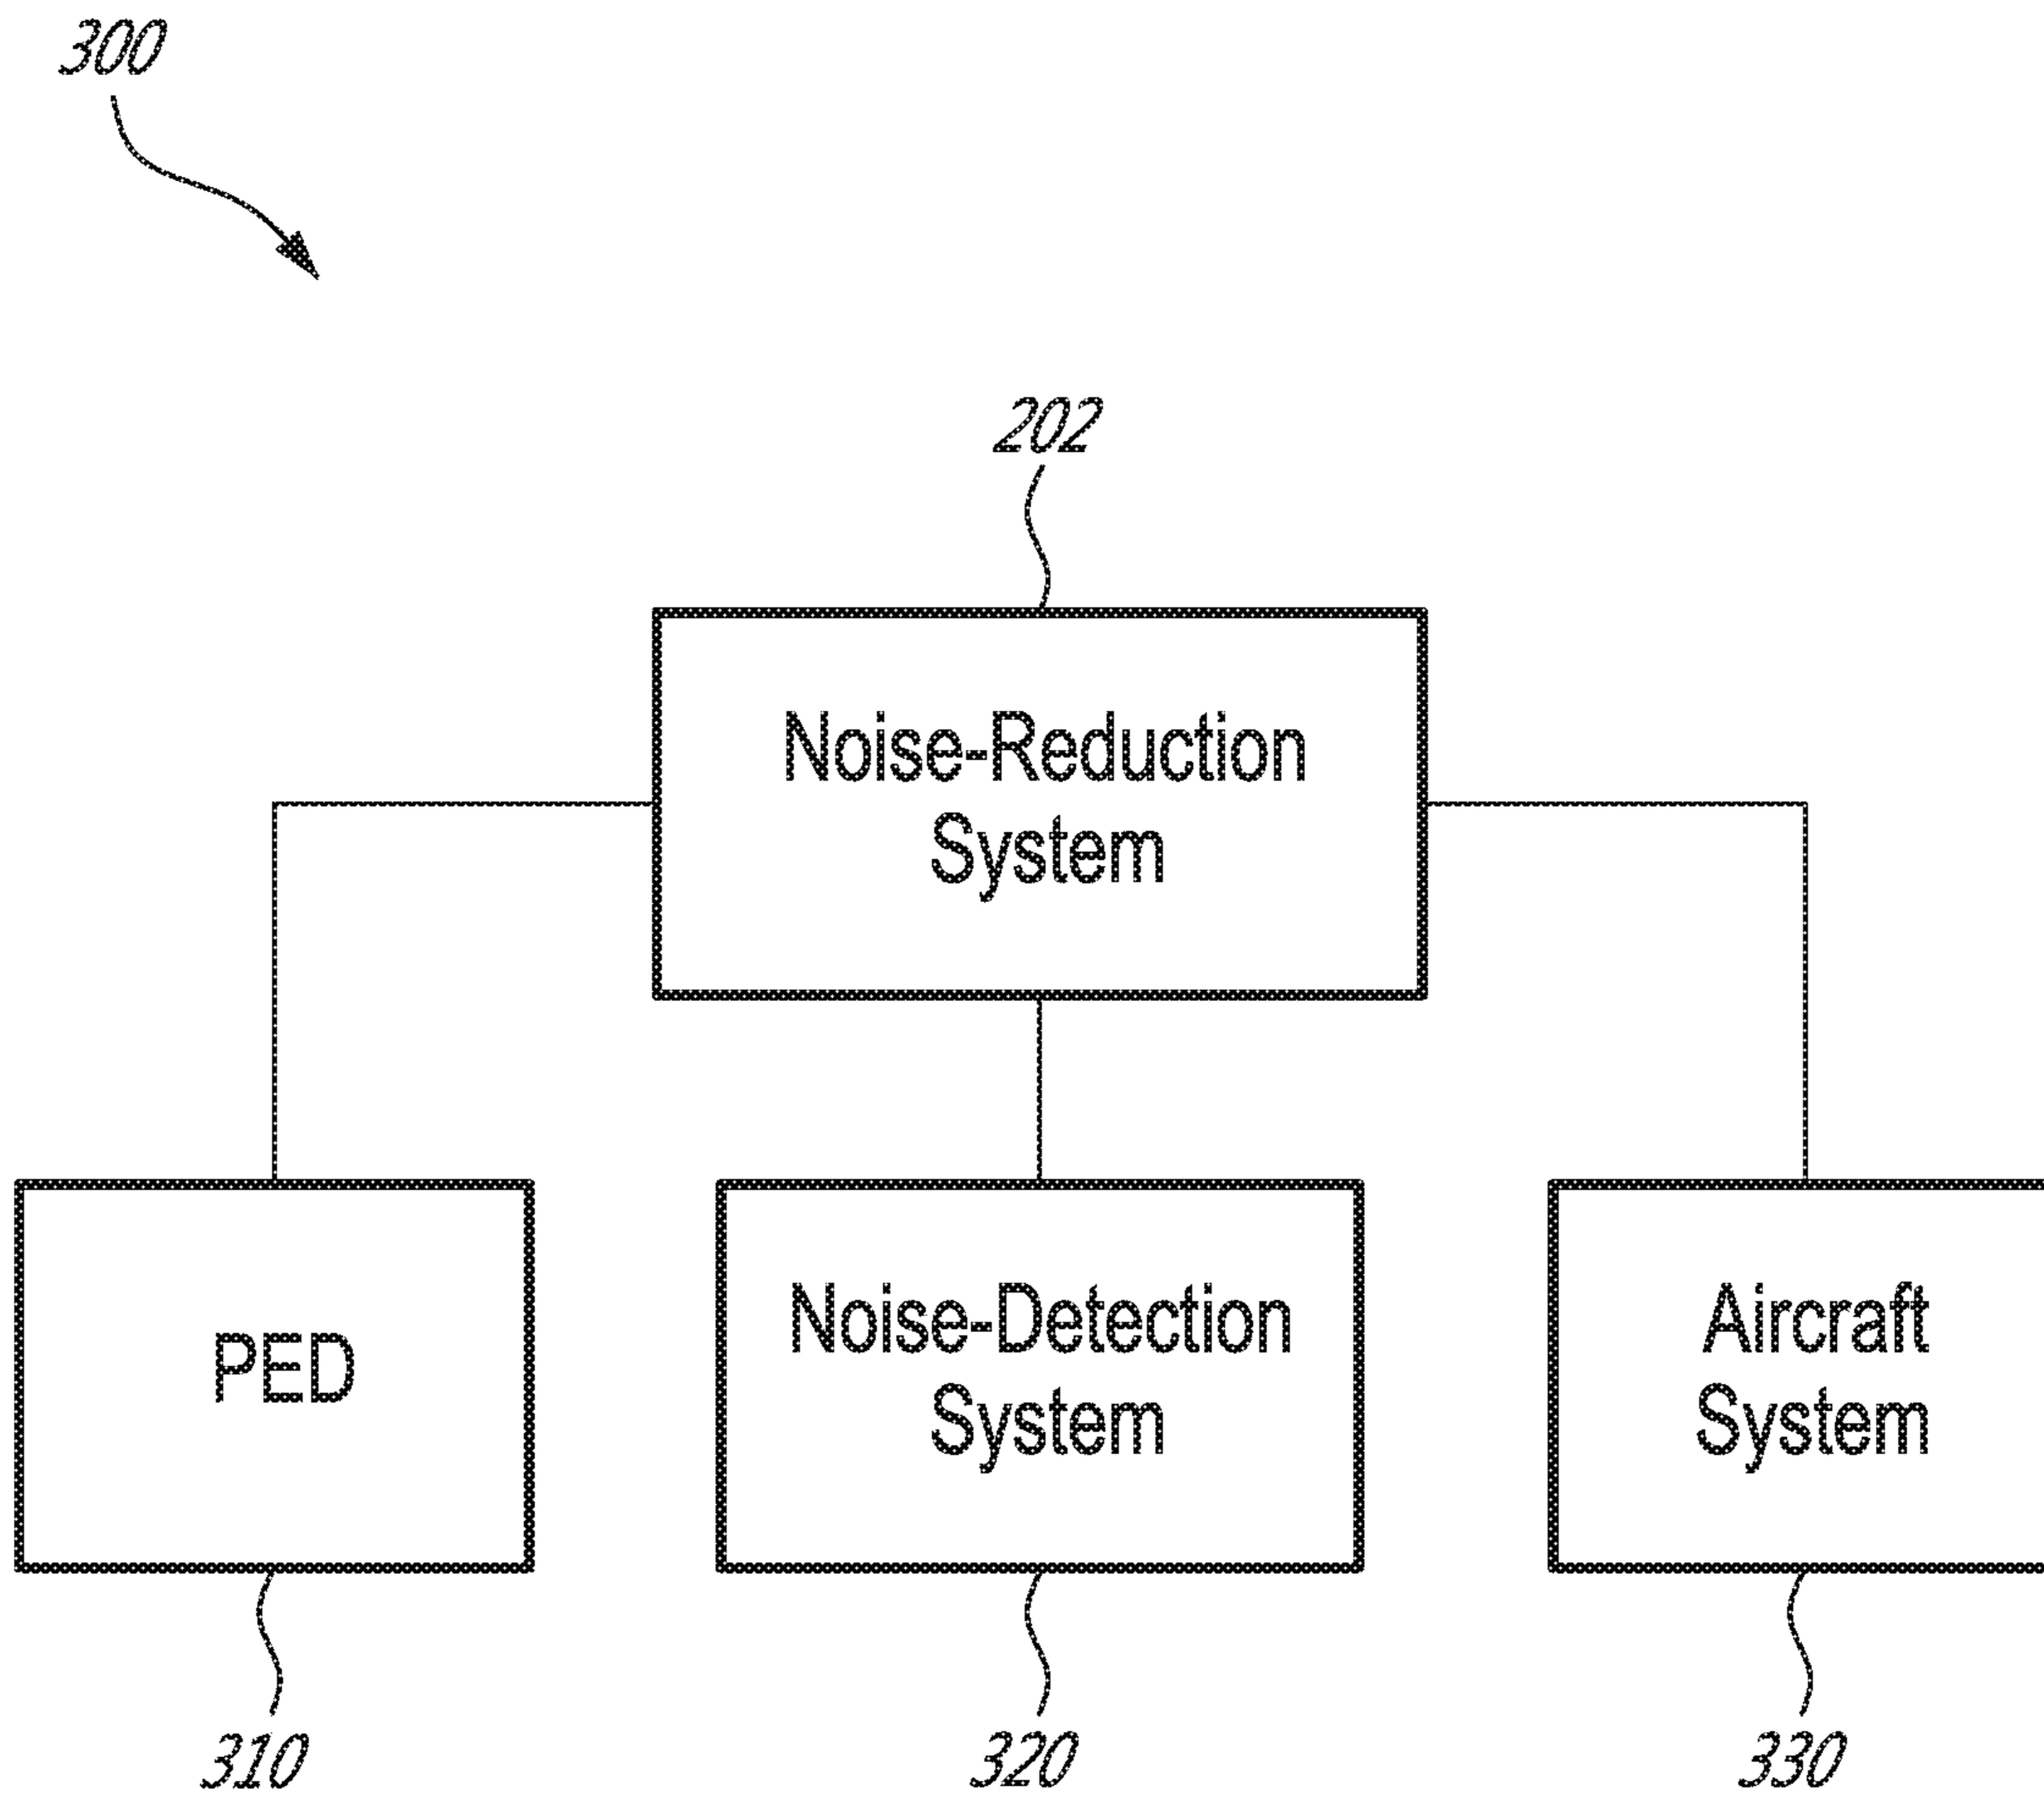 300
202
Noise-Reduction
System
PED
Noise-Detection
System
Aircraft
System
310
320
330